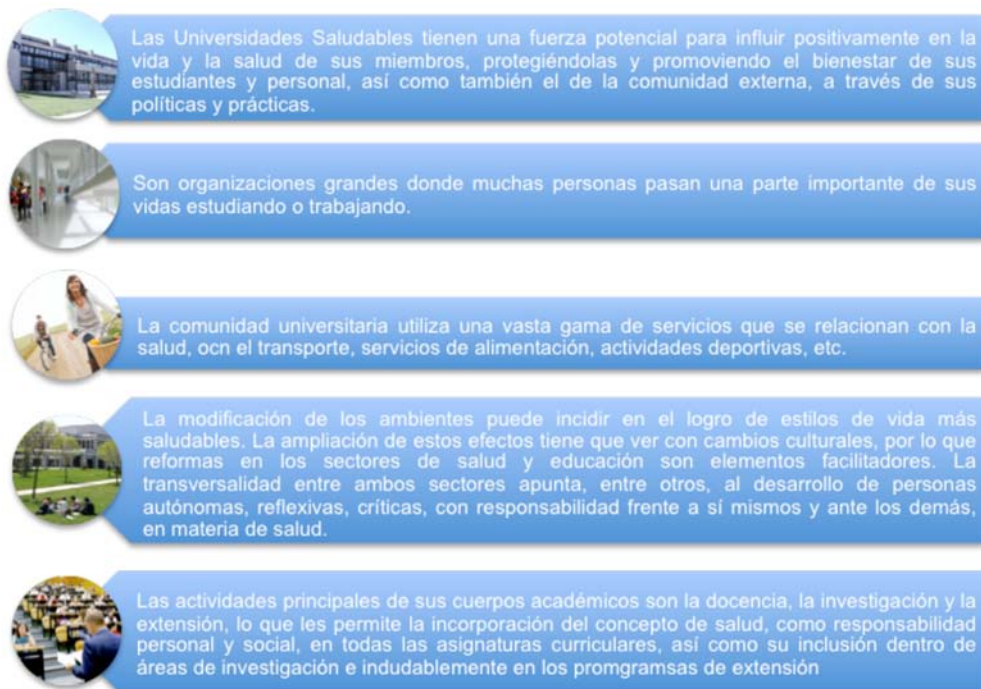 Las Universidades Saludables tienen una fuerza potencial para influir positivamente en la
vida y la salud de sus miembros, protegiéndolas y promoviendo el bienestar de sus
estudiantes y personal, así como también el de la comunidad externa, a través de sus
políticas y prácticas.
Son organizaciones grandes donde muchas personas pasan una parte importante de sus
vidas estudiando o trabajando.
La comunidad universitaria utiliza una vasta gama de servicios que se relacionan con la
salud, ocn el transporte, servicios de alimentación, actividades deportivas, etc.
La modificación de los ambientes puede incidir en el logro de estilos de vida más
saludables. La ampliación de estos efectos tiene que ver con cambios culturales, por lo que
reformas en los sectores de salud y educación son elementos facilitadores. La
transversalidad entre ambos sectores apunta, entre otros, al desarrollo de personas
autónomas, reflexivas, críticas, con responsabilidad frente a sí mismos y ante los demás,
en materia de salud.
Las actividades principales de sus cuerpos académicos son la docencia, la investigación y la
extensión, lo que les permite la incorporación del concepto de salud, como responsabilidad
personal y social, en todas las asignaturas curriculares, así como su inclusión dentro de
áreas de investigación e indudablemente en los promgramsas de extensión